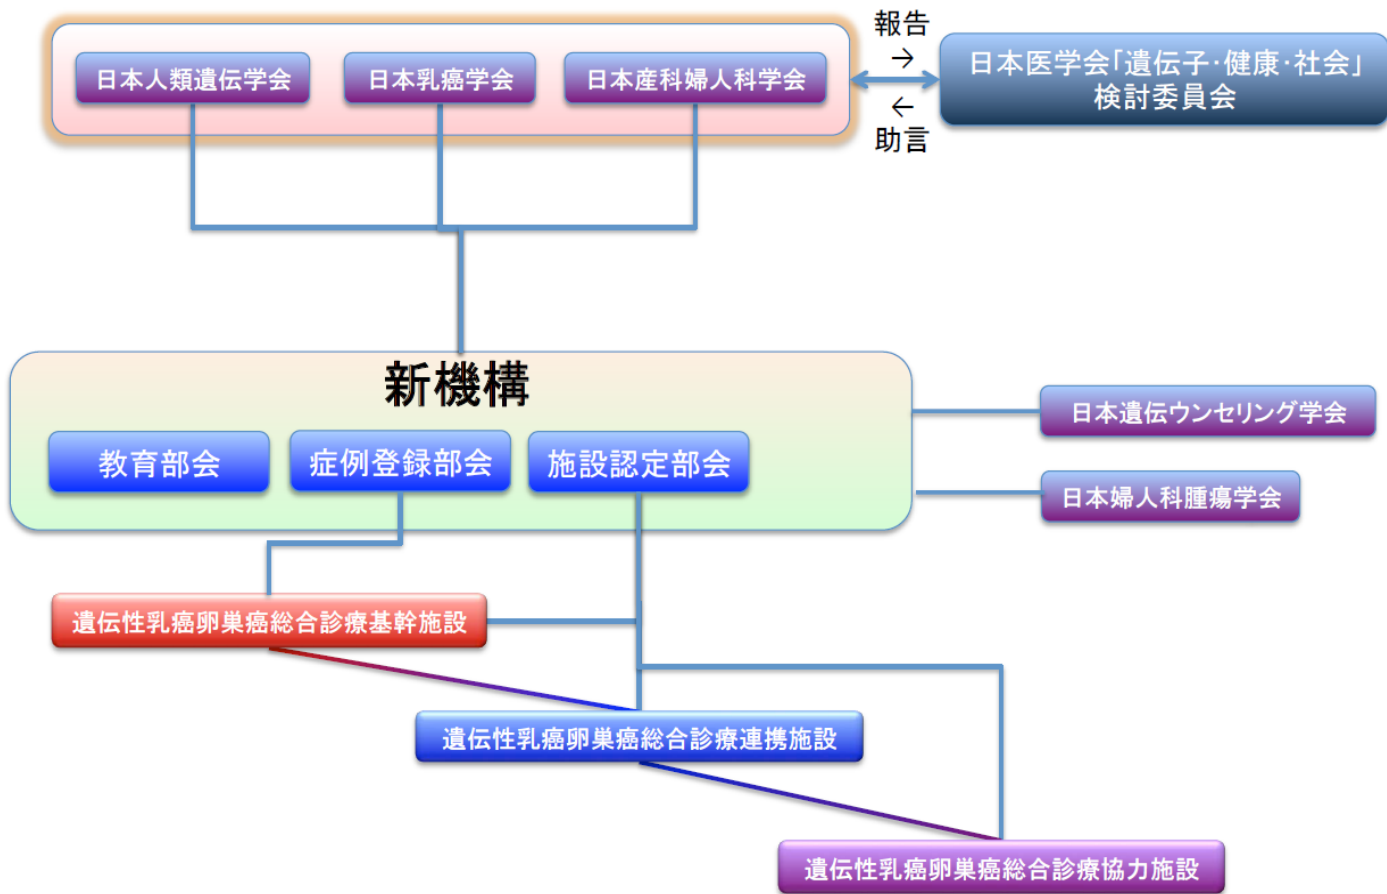 日本人類遺伝学会
日本乳癌学会
日本産科婦人科学会
報告
→
←
助言
日本医学会「遺伝子・健康・社会」
検討委員会
新機構
教育部会
症例登録部会
施設認定部会
日本遺伝ウンセリング学会
日本婦人科腫瘍学会
遺伝性乳癌卵巣癌総合診療基幹施設
遺伝性乳癌卵巣癌総合診療連携施設
遺伝性乳癌卵巣癌総合診療協力施設